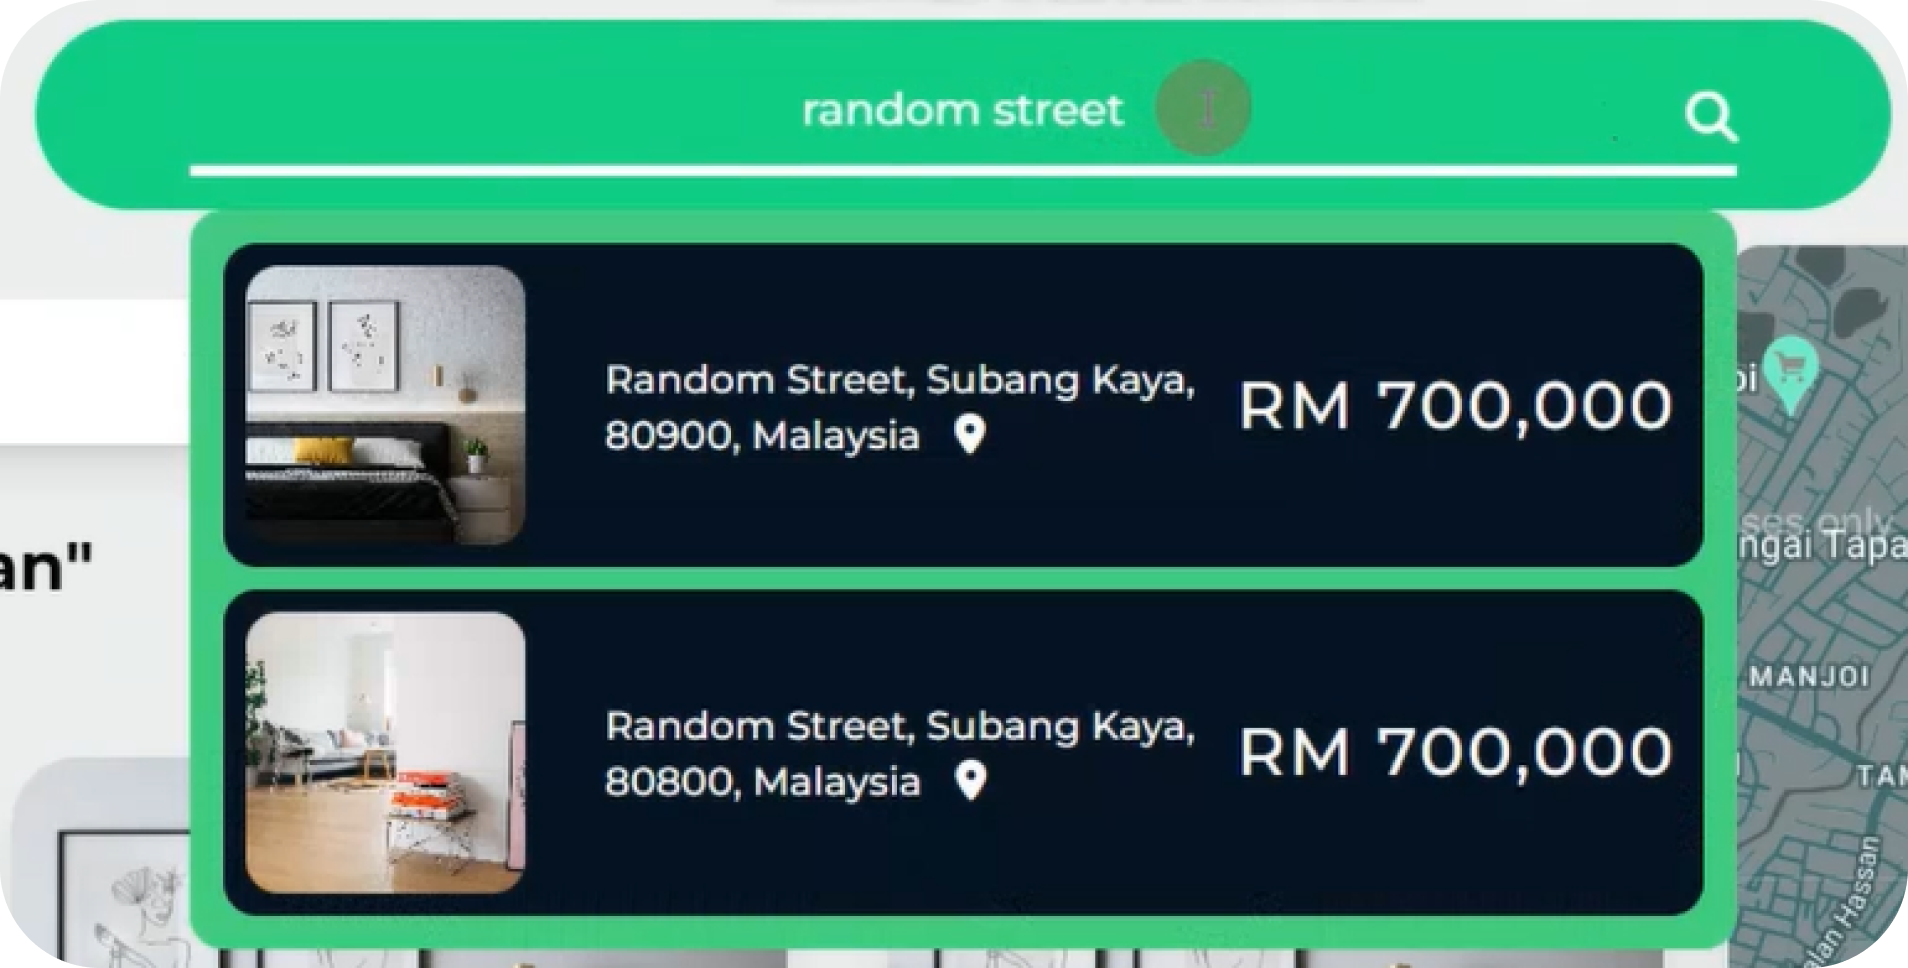 random street
Random Street, Subang Kaya,
80900, Malaysia
RM 700,000
Random Street, Subang Kaya,
80800, Malaysia
RM 700,000
an"
oi
ses only
ngai Tapa
MANJOI
TAM
alan Hassan